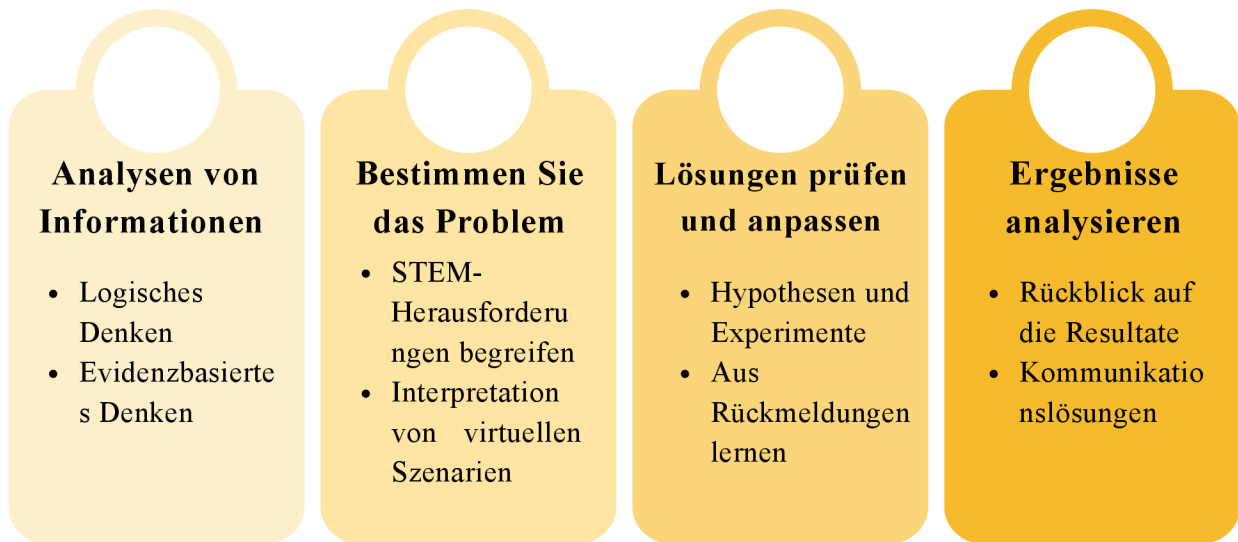 Analysen von
Informationen
• Logisches
Denken
• Evidenzbasierte
s Denken
Bestimmen Sie
das Problem
• STEM-
Herausforderu
ngen begreifen
• Interpretation
von virtuellen
Szenarien
Lösungen prüfen
und anpassen
• Hypothesen und
Experimente
• Aus
Rückmeldungen
lernen
Ergebnisse
analysieren
• Rückblick auf
die Resultate
• Kommunikatio
nslösungen